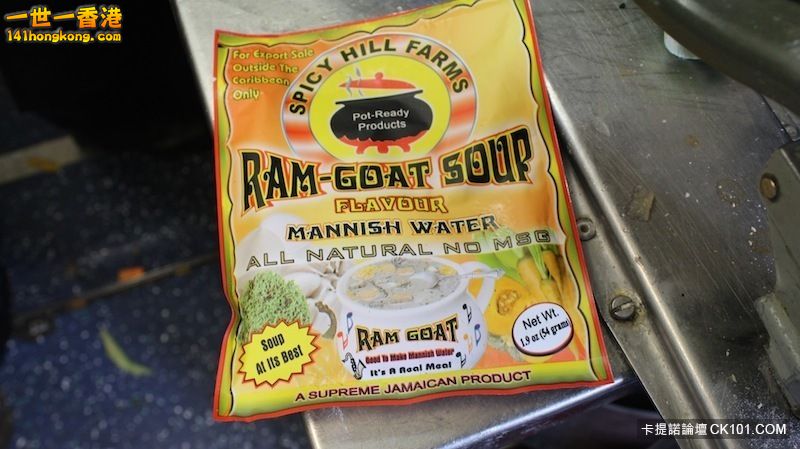 一世一香港
141hongkong.com
For Export Sale
Outside The
Caribbean
Only
SPICY HILL FARMS
Pot-Ready
Products
RAM-GOAT SOUP
FLAVOUR
MANNISH WATER
ALL NATURAL NO MSG
Soup
At Its Best
RAM GOAT
Good To Make Mannish Water
It's A Real Meal
Net Wt.
1.9 oz (54 grams)
A SUPREME JAMAICAN PRODUCT
卡提諾論壇 CK101.COM